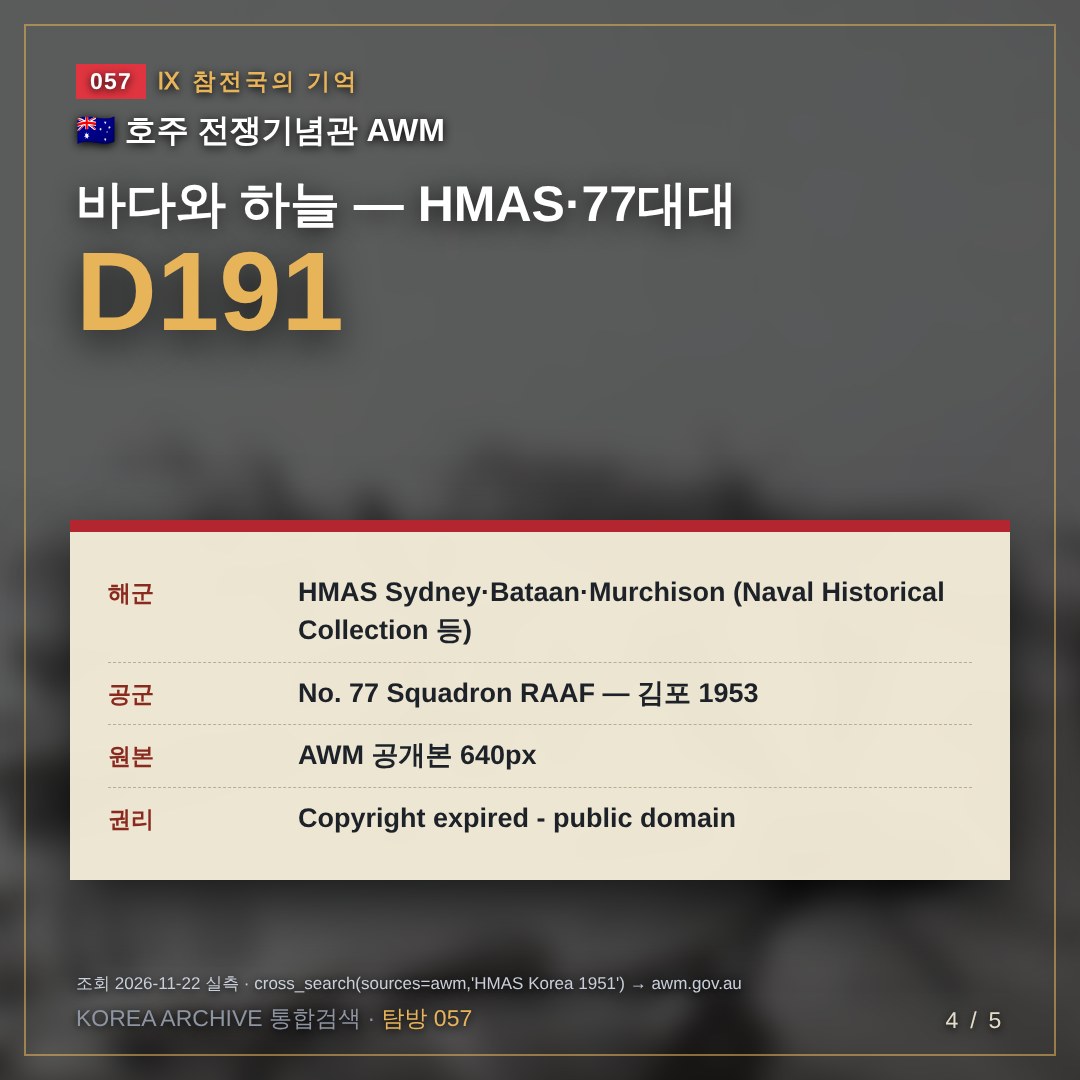 057 Ⅸ 참전국의 기억
🇦🇺 호주 전쟁기념관 AWM
바다와 하늘 — HMAS·77대대
D191
해군 HMAS Sydney·Bataan·Murchison (Naval Historical
Collection 등)
공군 No. 77 Squadron RAAF — 김포 1953
원본 AWM 공개본 640px
권리 Copyright expired - public domain
조회 2026-11-22 실측 · cross_search(sources=awm,'HMAS Korea 1951') → awm.gov.au
KOREA ARCHIVE 통합검색 · 탐방 057
4 / 5